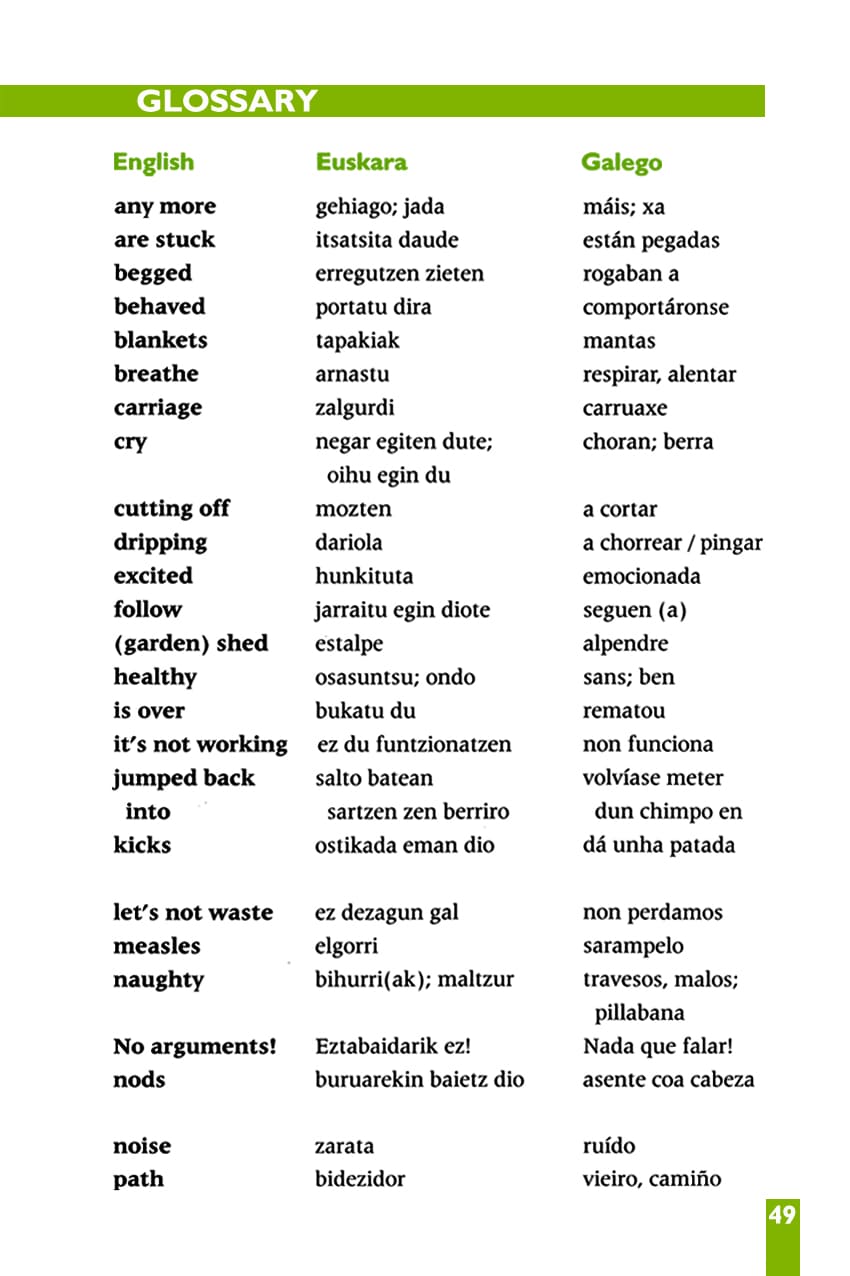 GLOSSARY
English Euskara Galego
any more gehiago; jada máis; xa
are stuck itsatsita daude están pegadas
begged erregutzen zieten rogaban a
behaved portatu dira comportáronse
blankets tapakiak mantas
breathe arnastu respirar, alentar
carriage zalgurdi carruaxe
cry negar egiten dute; choran; berra
oihu egin du
cutting off mozten a cortar
dripping dariola a chorrear / pingar
excited hunkituta emocionada
follow jarraitu egin diote seguen (a)
(garden) shed estalpe alpendre
healthy osasuntsu; ondo sans; ben
is over bukatu du rematou
it's not working ez du funtzionatzen non funciona
jumped back salto batean volvíase meter
into sartzen zen berriro dun chimpo en
kicks ostikada eman dio dá unha patada
let's not waste ez dezagun gal non perdamos
measles elgorri sarampelo
naughty bihurri(ak); maltzur travesos, malos;
pillabana
No arguments! Eztabaidarik ez! Nada que falar!
nods buruarekin baietz dio asente coa cabeza
noise zarata ruído
path bidezidor vieiro, camiño
49